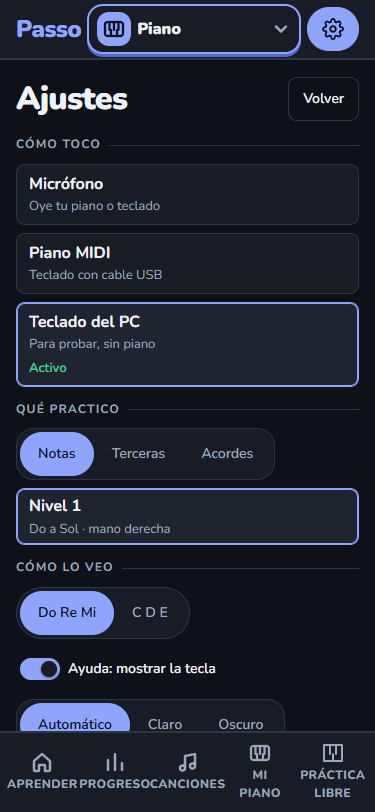 Passo
Piano
Ajustes
Volver
CÓMO TOCO
Micrófono
Oye tu piano o teclado
Piano MIDI
Teclado con cable USB
Teclado del PC
Para probar, sin piano
Activo
QUÉ PRACTICO
Notas Terceras Acordes
Nivel 1
Do a Sol · mano derecha
CÓMO LO VEO
Do Re Mi C D E
Ayuda: mostrar la tecla
Automático Claro Oscuro
APRENDER PROGRESO CANCIONES MI PIANO PRÁCTICA LIBRE